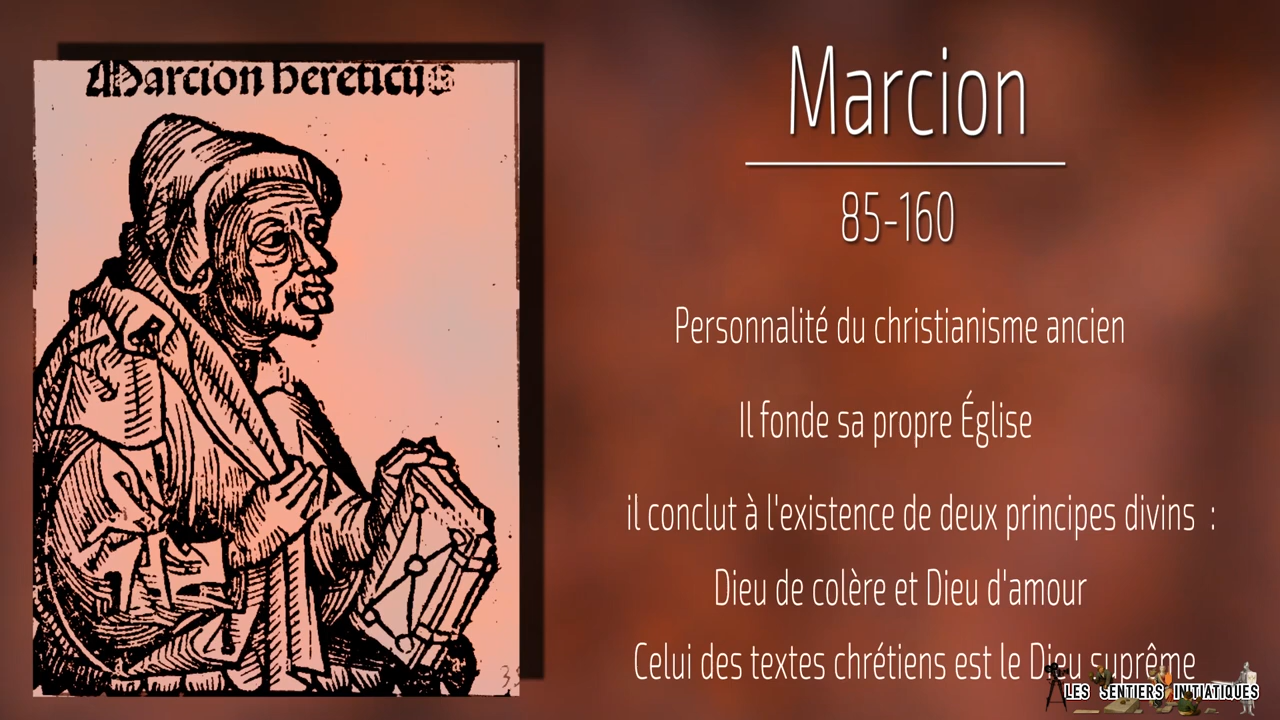 Marcion hereticus
Marcion
85-160
Personnalité du christianisme ancien
Il fonde sa propre Église
il conclut à l'existence de deux principes divins :
Dieu de colère et Dieu d'amour
Celui des textes chrétiens est le Dieu suprême
LES SENTIERS INITIATIQUES